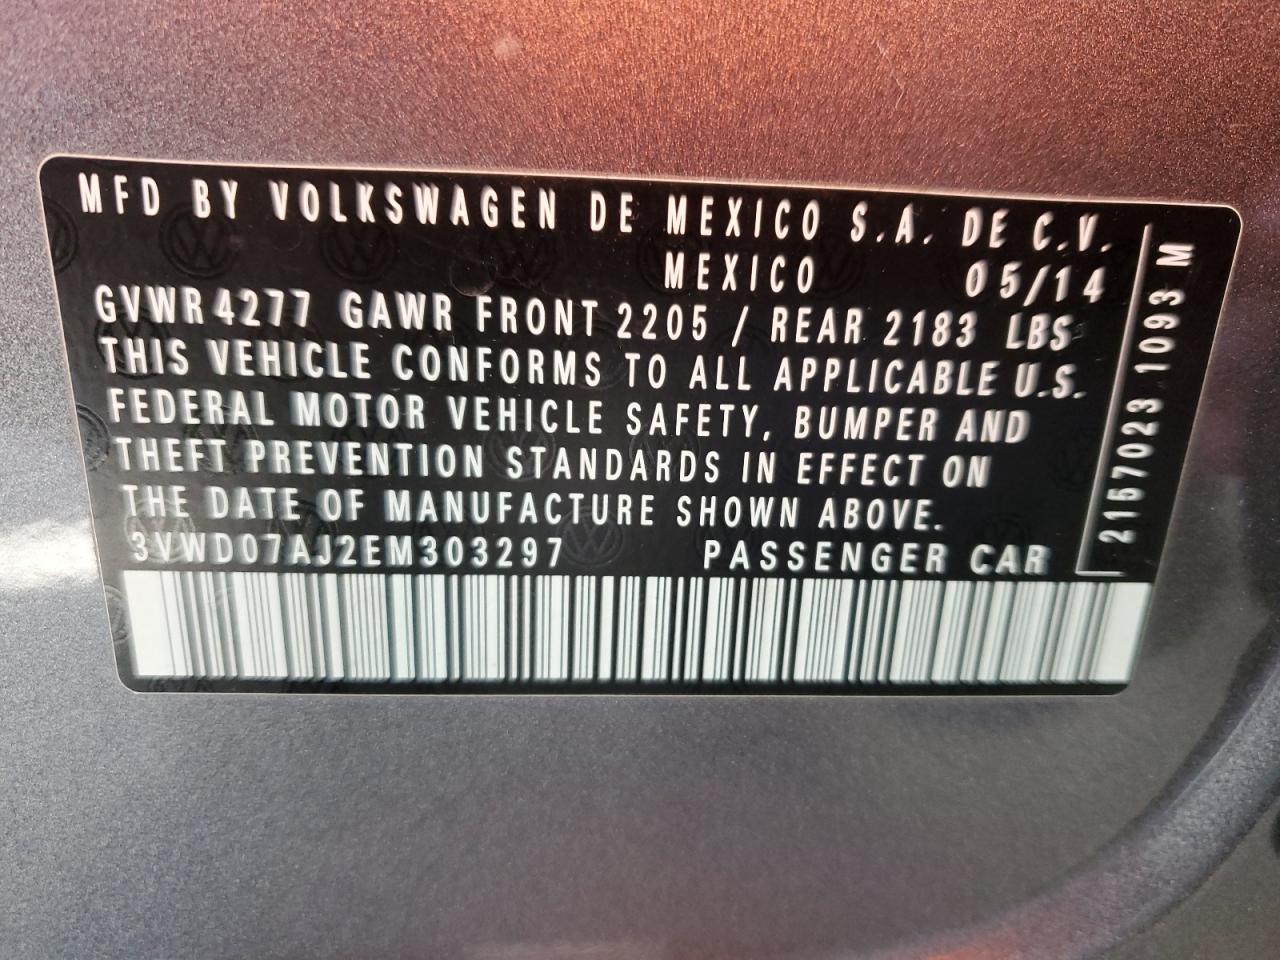 MFD BY VOLKSWAGEN DE MEXICO S.A. DE C.V.
MEXICO 05/14
GVWR 4277 GAWR FRONT 2205 / REAR 2183 LBS
THIS VEHICLE CONFORMS TO ALL APPLICABLE U.S.
FEDERAL MOTOR VEHICLE SAFETY, BUMPER AND
THEFT PREVENTION STANDARDS IN EFFECT ON
THE DATE OF MANUFACTURE SHOWN ABOVE.
3VWD07AJ2EM303297 PASSENGER CAR
2157023 1093 M